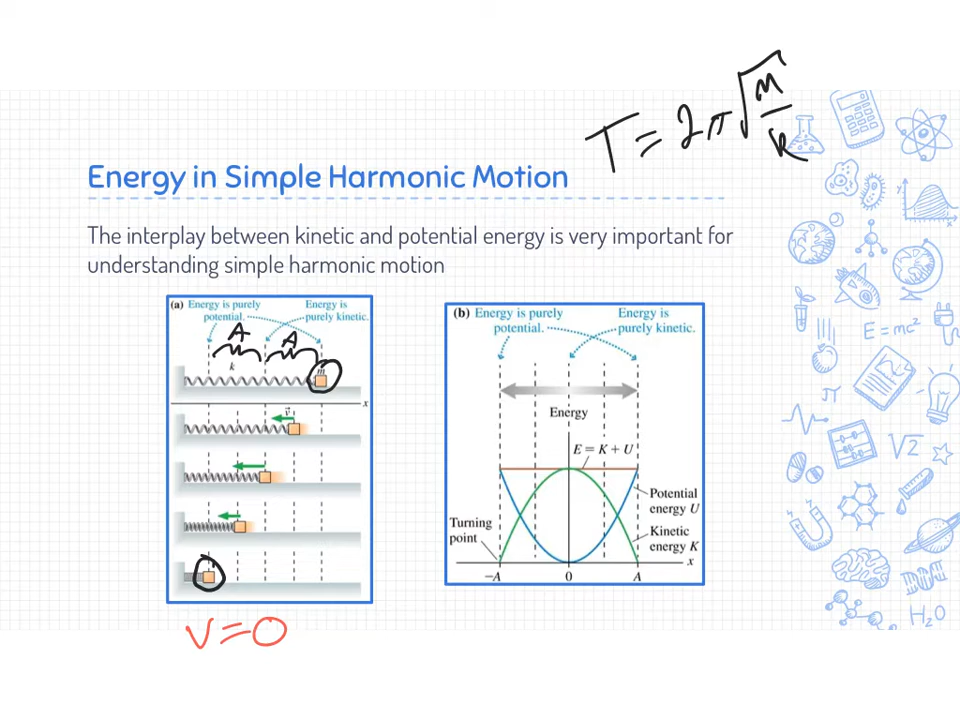 T = 2π√m/k
Energy in Simple Harmonic Motion
The interplay between kinetic and potential energy is very important for
understanding simple harmonic motion
(a) Energy is purely
potential.
Energy is
purely kinetic.
A
A
k
m
x
v
V=0
(b) Energy is purely
potential.
Energy is
purely kinetic.
Energy
E = K + U
Potential
energy U
Turning
point
Kinetic
energy K
x
−A
0
A
y
x
E = mc²
π
√2
H₂O